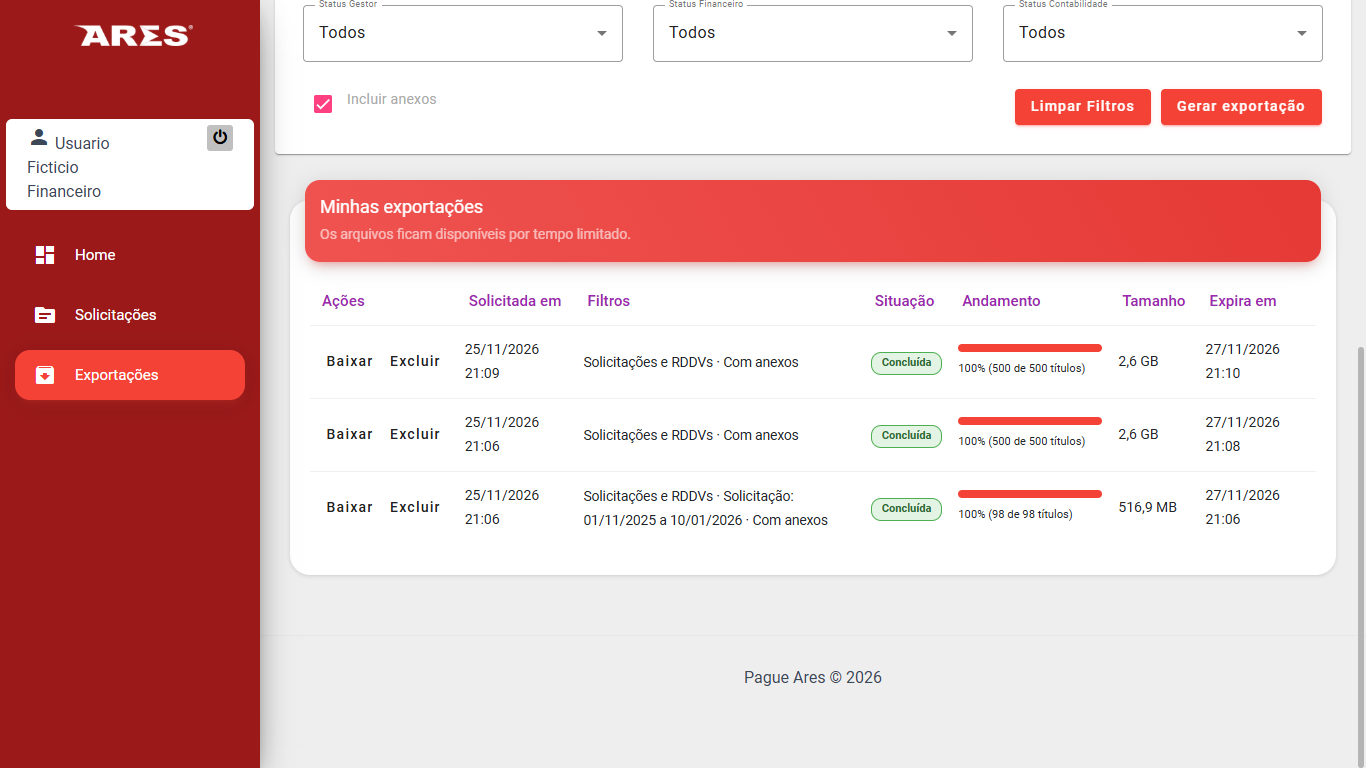 ARES®
Usuario
Ficticio
Financeiro
Home
Solicitações
Exportações
Status Gestor
Todos
Status Financeiro
Todos
Status Contabilidade
Todos
Incluir anexos
Limpar Filtros
Gerar exportação
Minhas exportações
Os arquivos ficam disponíveis por tempo limitado.
Ações Solicitada em Filtros Situação Andamento Tamanho Expira em
Baixar Excluir 25/11/2026 21:09 Solicitações e RDDVs · Com anexos Concluída 100% (500 de 500 títulos) 2,6 GB 27/11/2026 21:10
Baixar Excluir 25/11/2026 21:06 Solicitações e RDDVs · Com anexos Concluída 100% (500 de 500 títulos) 2,6 GB 27/11/2026 21:08
Baixar Excluir 25/11/2026 21:06 Solicitações e RDDVs · Solicitação: 01/11/2025 a 10/01/2026 · Com anexos Concluída 100% (98 de 98 títulos) 516,9 MB 27/11/2026 21:06
Pague Ares © 2026